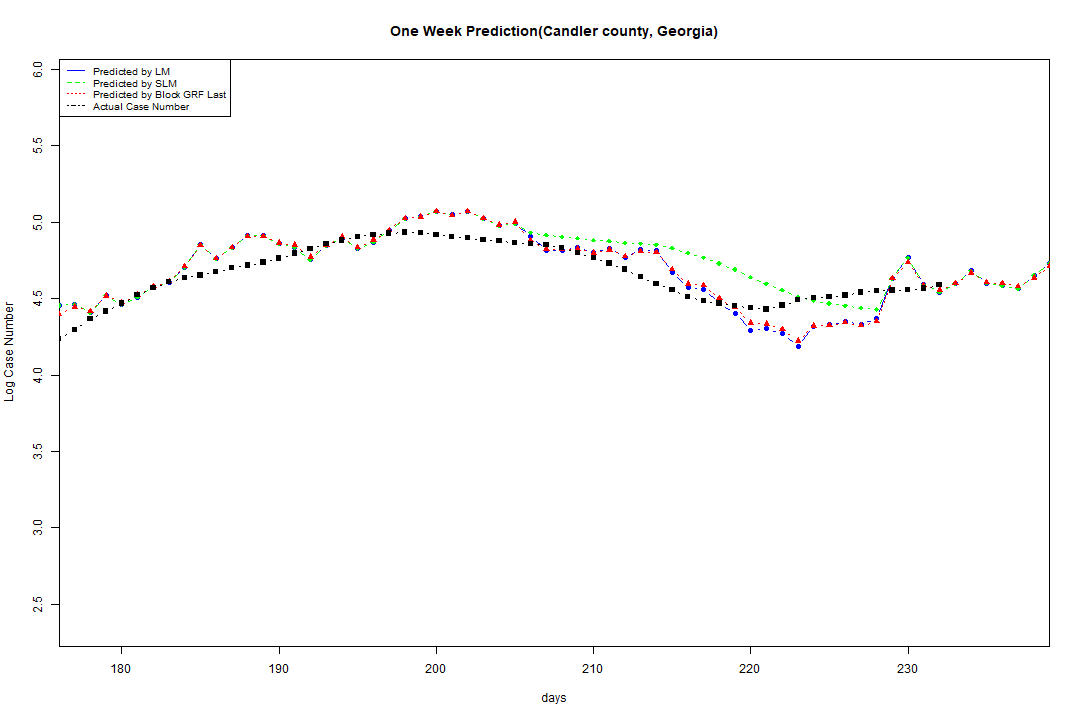 One Week Prediction(Candler county, Georgia)
Predicted by LM
Predicted by SLM
Predicted by Block GRF Last
Actual Case Number
6.0
5.5
5.0
4.5
4.0
3.5
3.0
2.5
Log Case Number
180 190 200 210 220 230
days